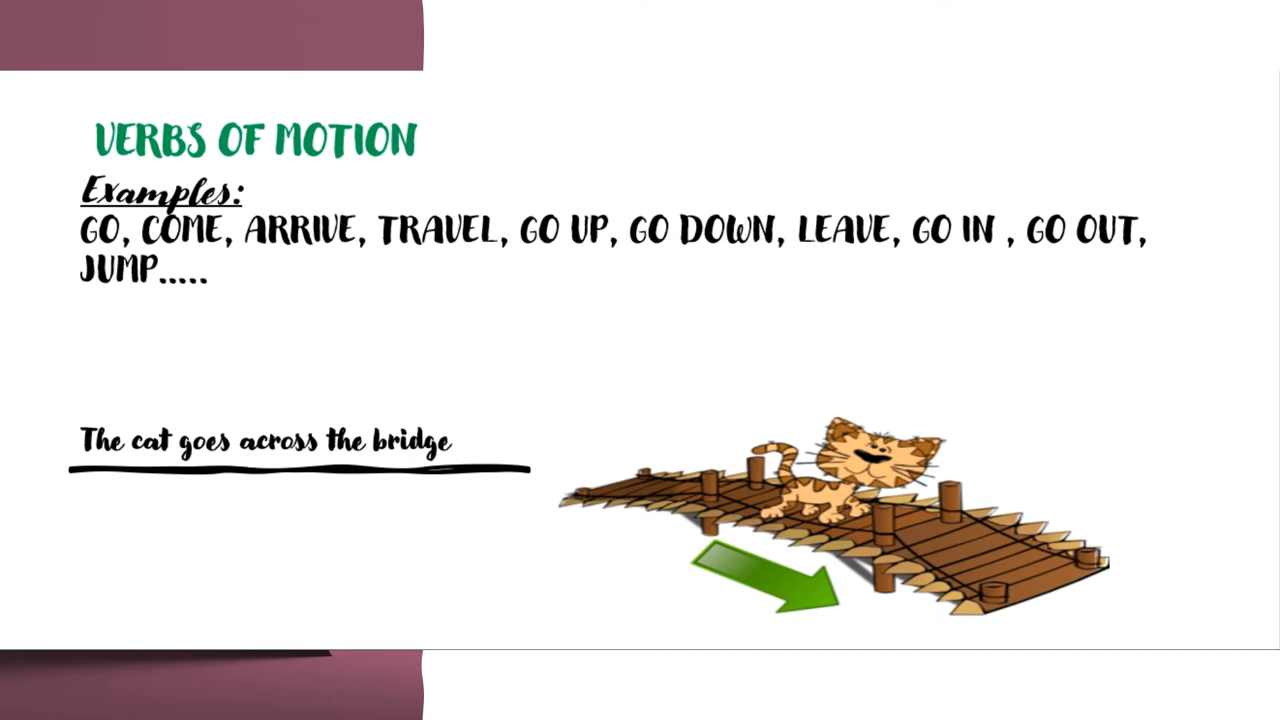 VERBS OF MOTION
Examples:
GO, COME, ARRIVE, TRAVEL, GO UP, GO DOWN, LEAVE, GO IN , GO OUT,
JUMP.....
The cat goes across the bridge